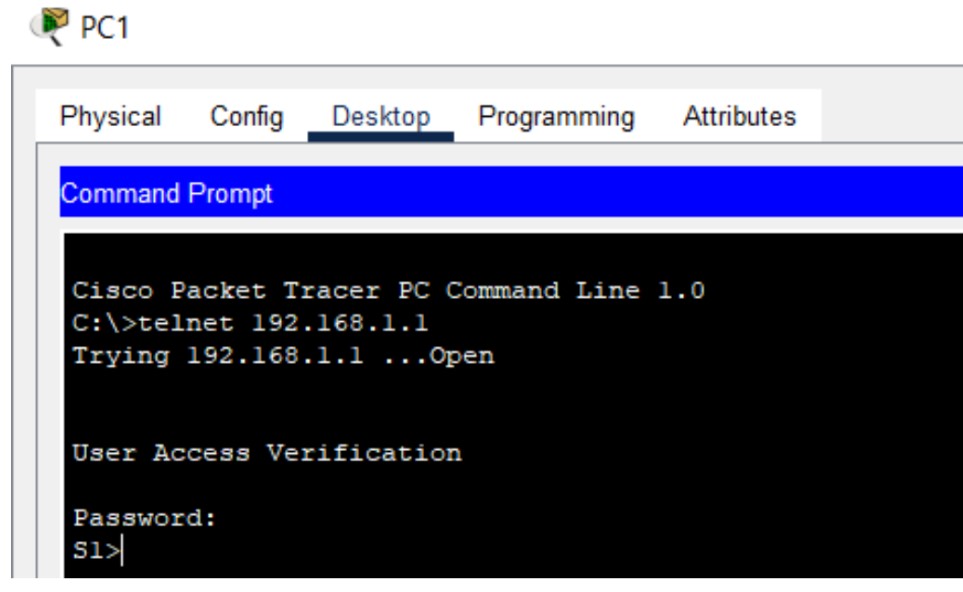 PC1
Physical Config Desktop Programming Attributes
Command Prompt
Cisco Packet Tracer PC Command Line 1.0
C:\>telnet 192.168.1.1
Trying 192.168.1.1 ...Open
User Access Verification
Password:
S1>